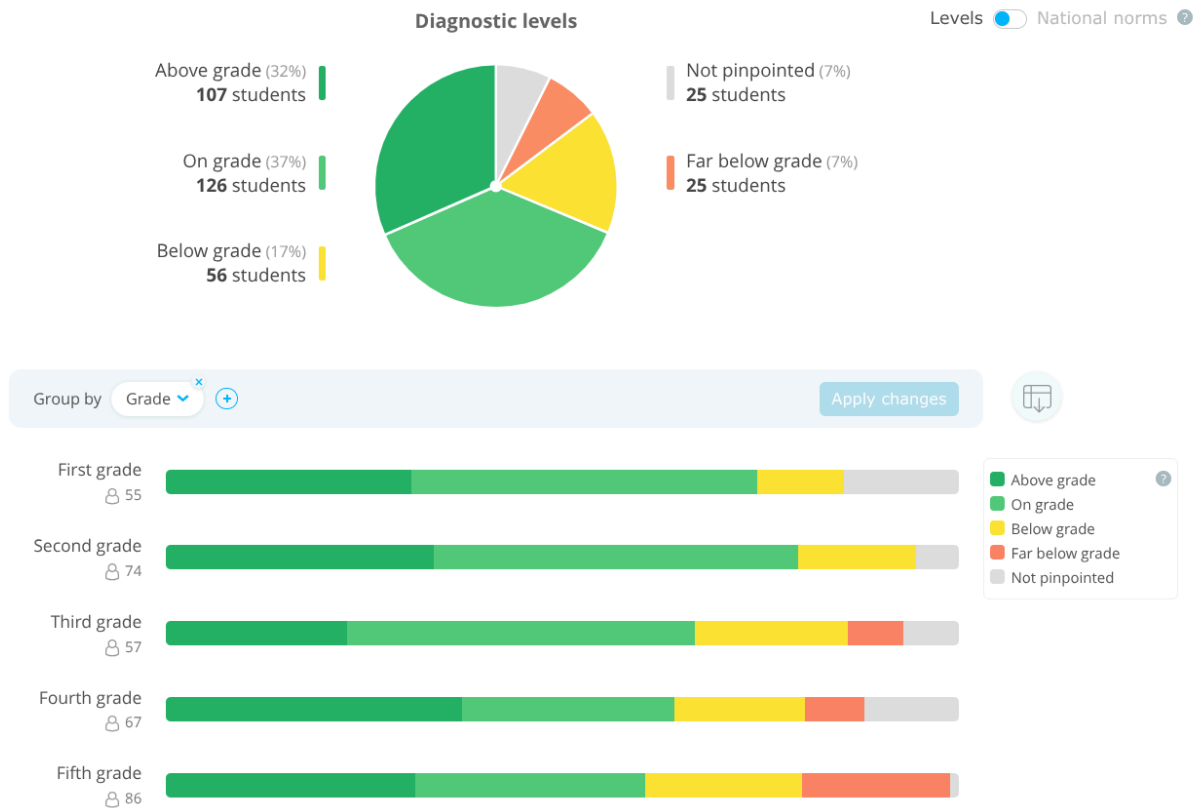 Diagnostic levels
Levels National norms ?
Above grade (32%)
107 students
On grade (37%)
126 students
Below grade (17%)
56 students
Not pinpointed (7%)
25 students
Far below grade (7%)
25 students
Group by Grade × + Apply changes
First grade
55
Second grade
74
Third grade
57
Fourth grade
67
Fifth grade
86
Above grade ?
On grade
Below grade
Far below grade
Not pinpointed